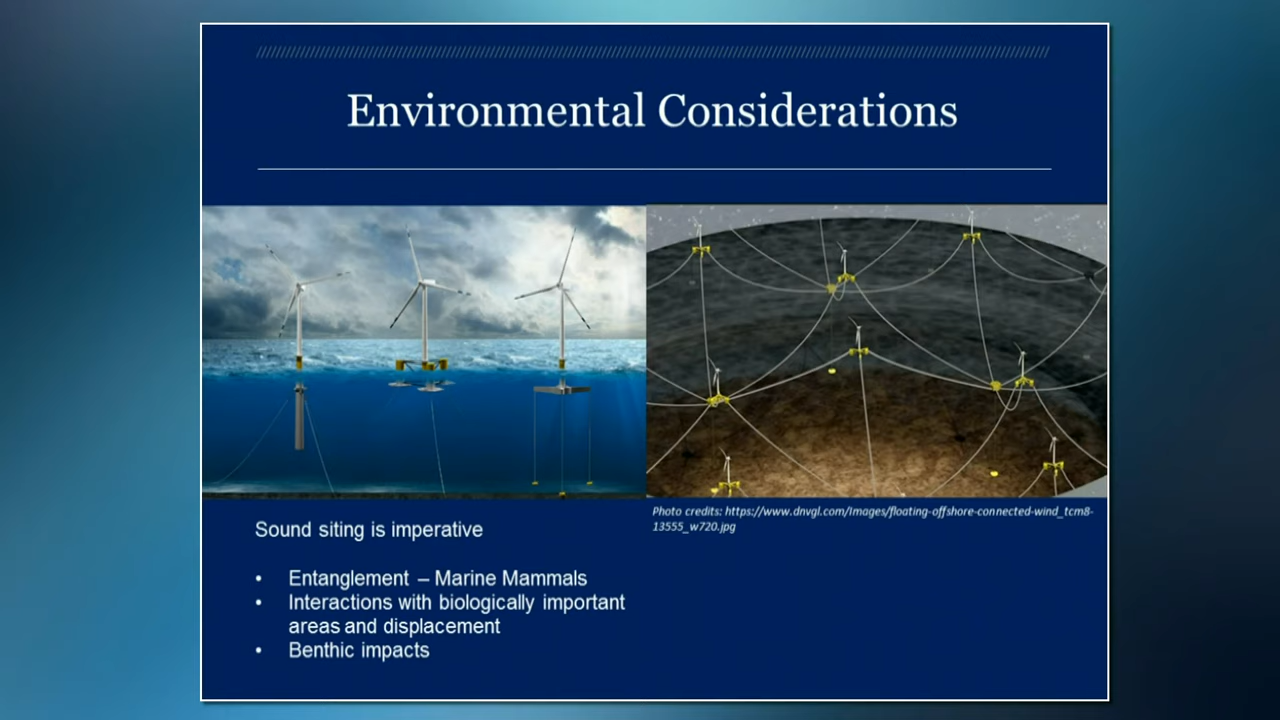 Environmental Considerations
Photo credits: https://www.dnvgl.com/Images/floating-offshore-connected-wind_tcm8-
13555_w720.jpg
Sound siting is imperative
• Entanglement – Marine Mammals
• Interactions with biologically important
areas and displacement
• Benthic impacts